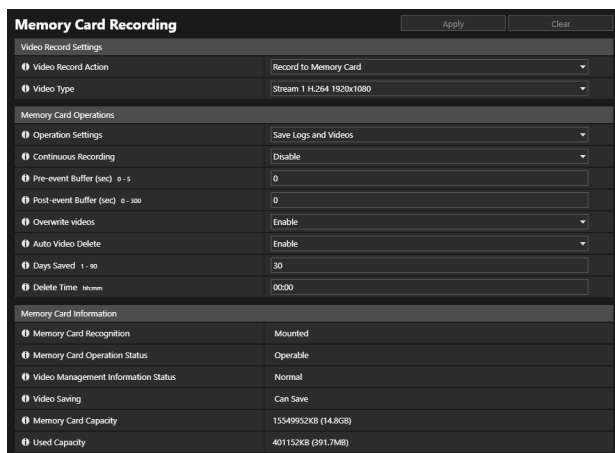 Memory Card Recording
Apply Clear
Video Record Settings
Video Record Action Record to Memory Card
Video Type Stream 1 H.264 1920x1080
Memory Card Operations
Operation Settings Save Logs and Videos
Continuous Recording Disable
Pre-event Buffer (sec) 0 - 5 0
Post-event Buffer (sec) 0 - 300 0
Overwrite videos Enable
Auto Video Delete Enable
Days Saved 1 - 90 30
Delete Time hh:mm 00:00
Memory Card Information
Memory Card Recognition Mounted
Memory Card Operation Status Operable
Video Management Information Status Normal
Video Saving Can Save
Memory Card Capacity 15549952KB (14.8GB)
Used Capacity 401152KB (391.7MB)